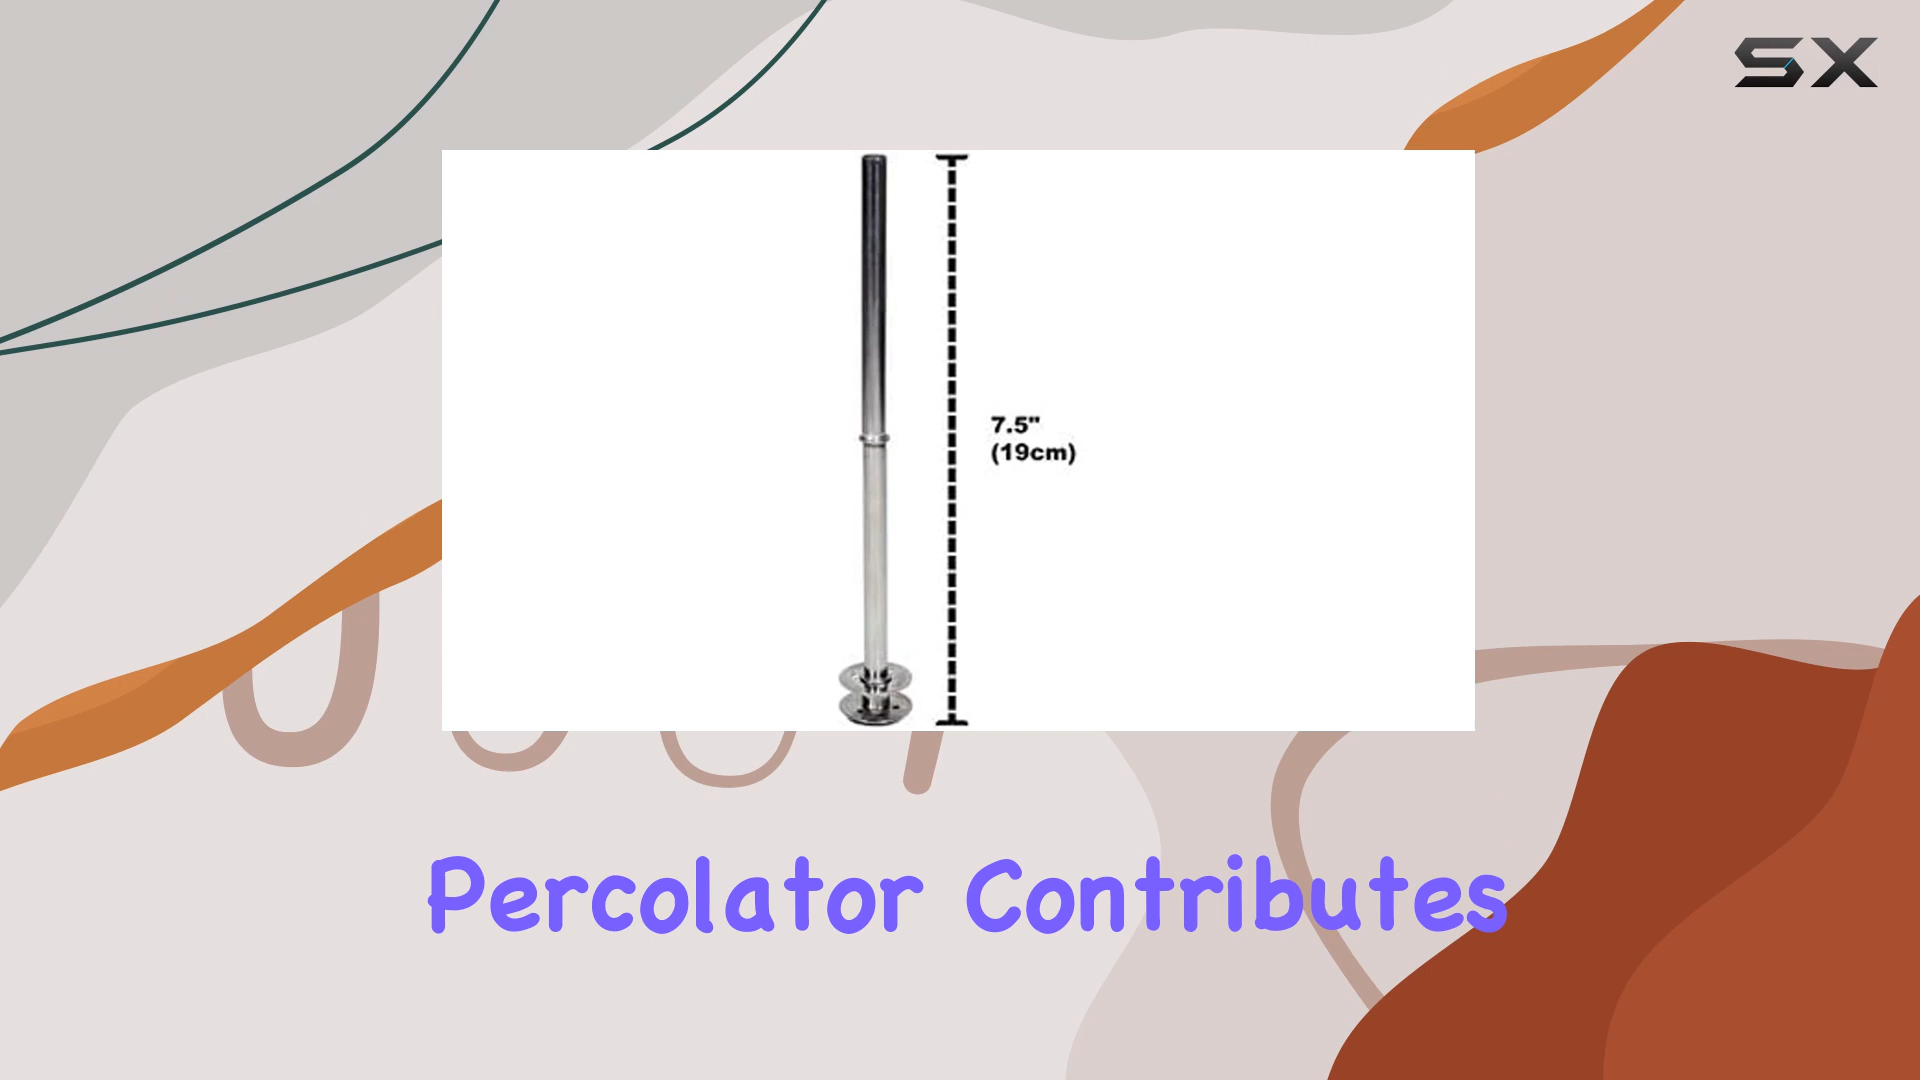 SX
7.5"
(19cm)
Percolator Contributes